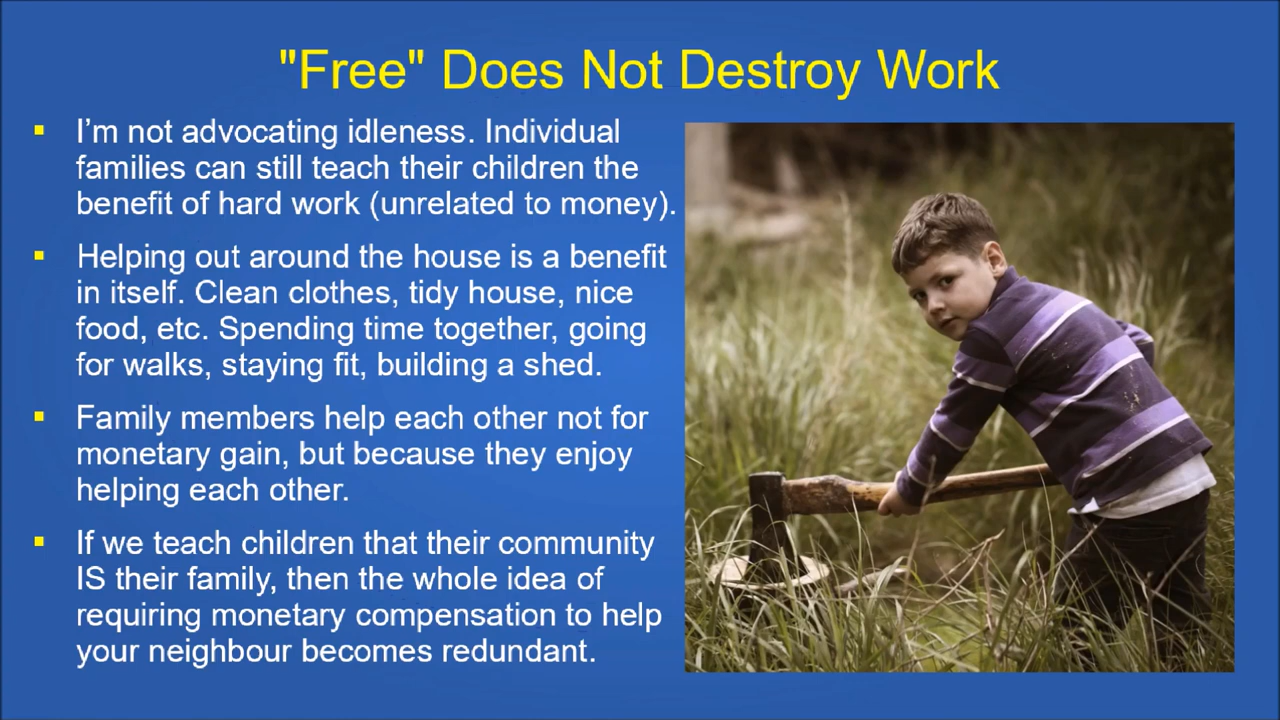 "Free" Does Not Destroy Work
I'm not advocating idleness. Individual
families can still teach their children the
benefit of hard work (unrelated to money).
Helping out around the house is a benefit
in itself. Clean clothes, tidy house, nice
food, etc. Spending time together, going
for walks, staying fit, building a shed.
Family members help each other not for
monetary gain, but because they enjoy
helping each other.
If we teach children that their community
IS their family, then the whole idea of
requiring monetary compensation to help
your neighbour becomes redundant.